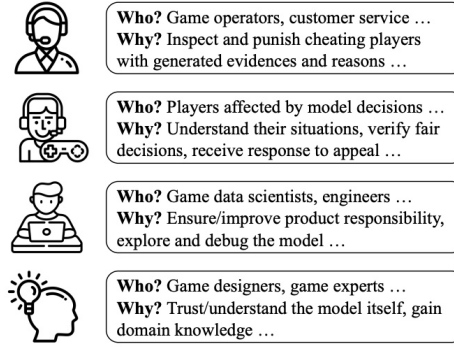 Who? Game operators, customer service …
Why? Inspect and punish cheating players
with generated evidences and reasons …
Who? Players affected by model decisions …
Why? Understand their situations, verify fair
decisions, receive response to appeal …
Who? Game data scientists, engineers …
Why? Ensure/improve product responsibility,
explore and debug the model …
Who? Game designers, game experts …
Why? Trust/understand the model itself, gain
domain knowledge …